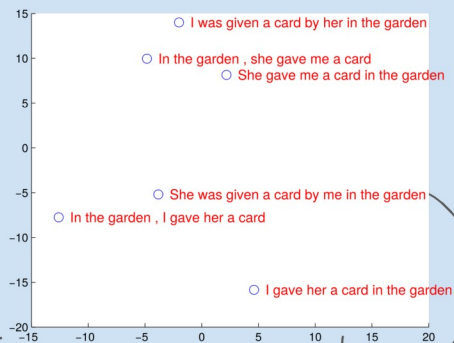 15
I was given a card by her in the garden
10
In the garden , she gave me a card
She gave me a card in the garden
5
0
−5
She was given a card by me in the garden
In the garden , I gave her a card
−10
−15
I gave her a card in the garden
−20
−15 −10 −5 0 5 10 15 20